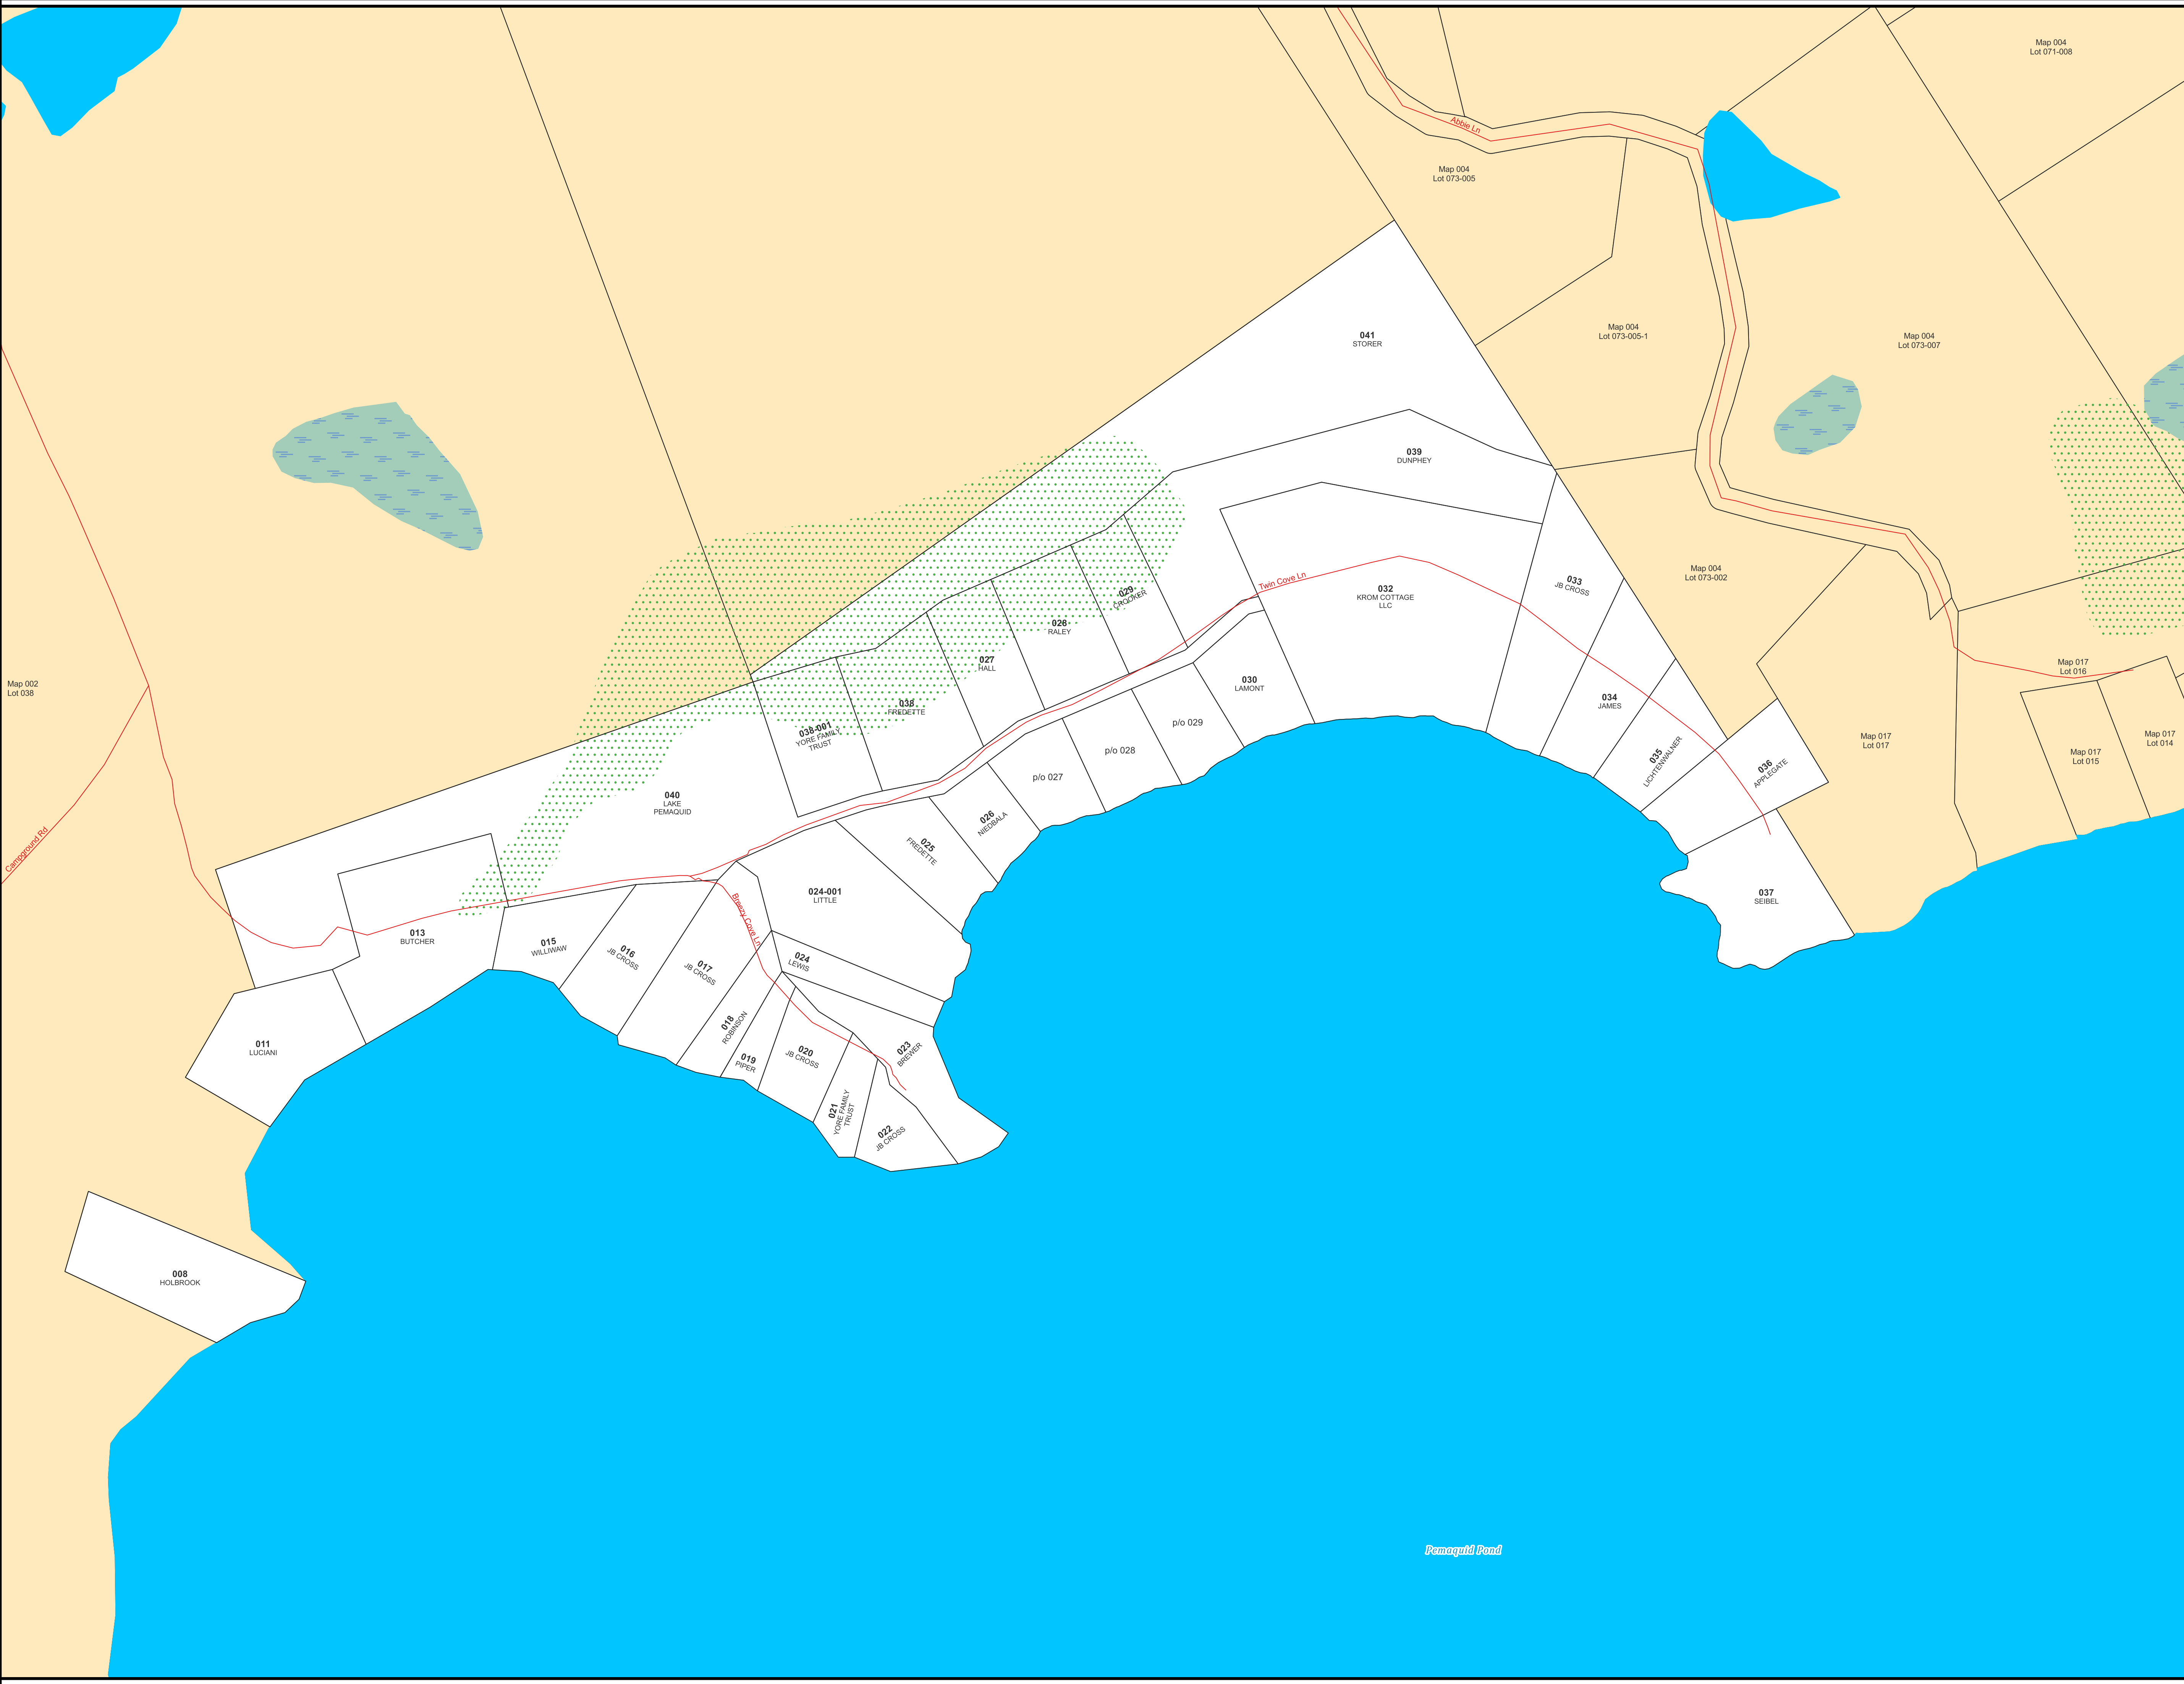 Map 004
Lot 071-008
Abbie Ln
Map 004
Lot 073-005
Map 004
Lot 073-005-1
Map 004
Lot 073-007
041
STORER
039
DUNPHEY
Map 004
Lot 073-002
033
JB CROSS
032
KROM COTTAGE
LLC
Twin Cove Ln
029
CROOKER
028
RALEY
027
HALL
038
FREDETTE
038-001
YORE FAMILY
TRUST
030
LAMONT
p/o 029
p/o 028
p/o 027
034
JAMES
035
LICHTENWALNER
036
APPLEGATE
Map 017
Lot 017
Map 017
Lot 016
Map 017
Lot 015
Map 017
Lot 014
Map 002
Lot 038
Campground Rd
040
LAKE
PEMAQUID
026
NIEDBALA
025
FREDETTE
024-001
LITTLE
Breezy Cove Ln
037
SEIBEL
013
BUTCHER
015
WILLIWAW
016
JB CROSS
017
JB CROSS
024
LEWIS
018
ROBINSON
019
PIPER
020
JB CROSS
023
BREWER
021
YORE FAMILY
TRUST
022
JB CROSS
011
LUCIANI
008
HOLBROOK
Pemaquid Pond